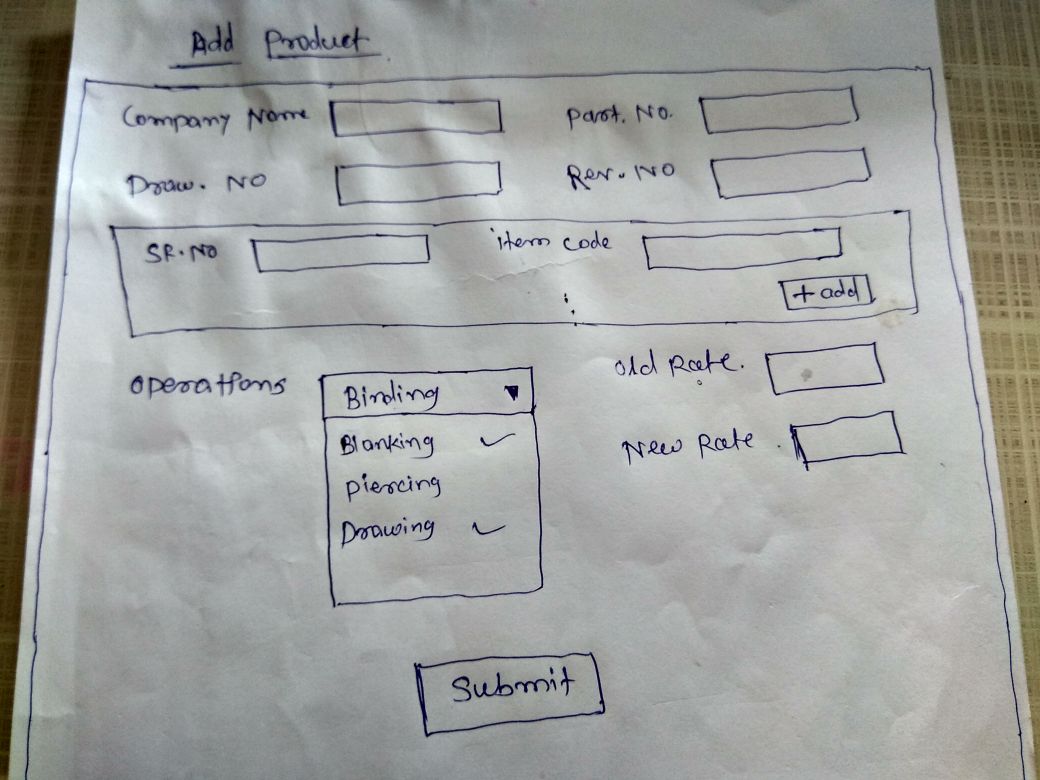 Add Product
Company Name Part. No.
Draw. NO Rev. NO
SR. NO item code
+ add
Operations Binding Old Rate.
Blanking New Rate.
Piercing
Drawing
Submit